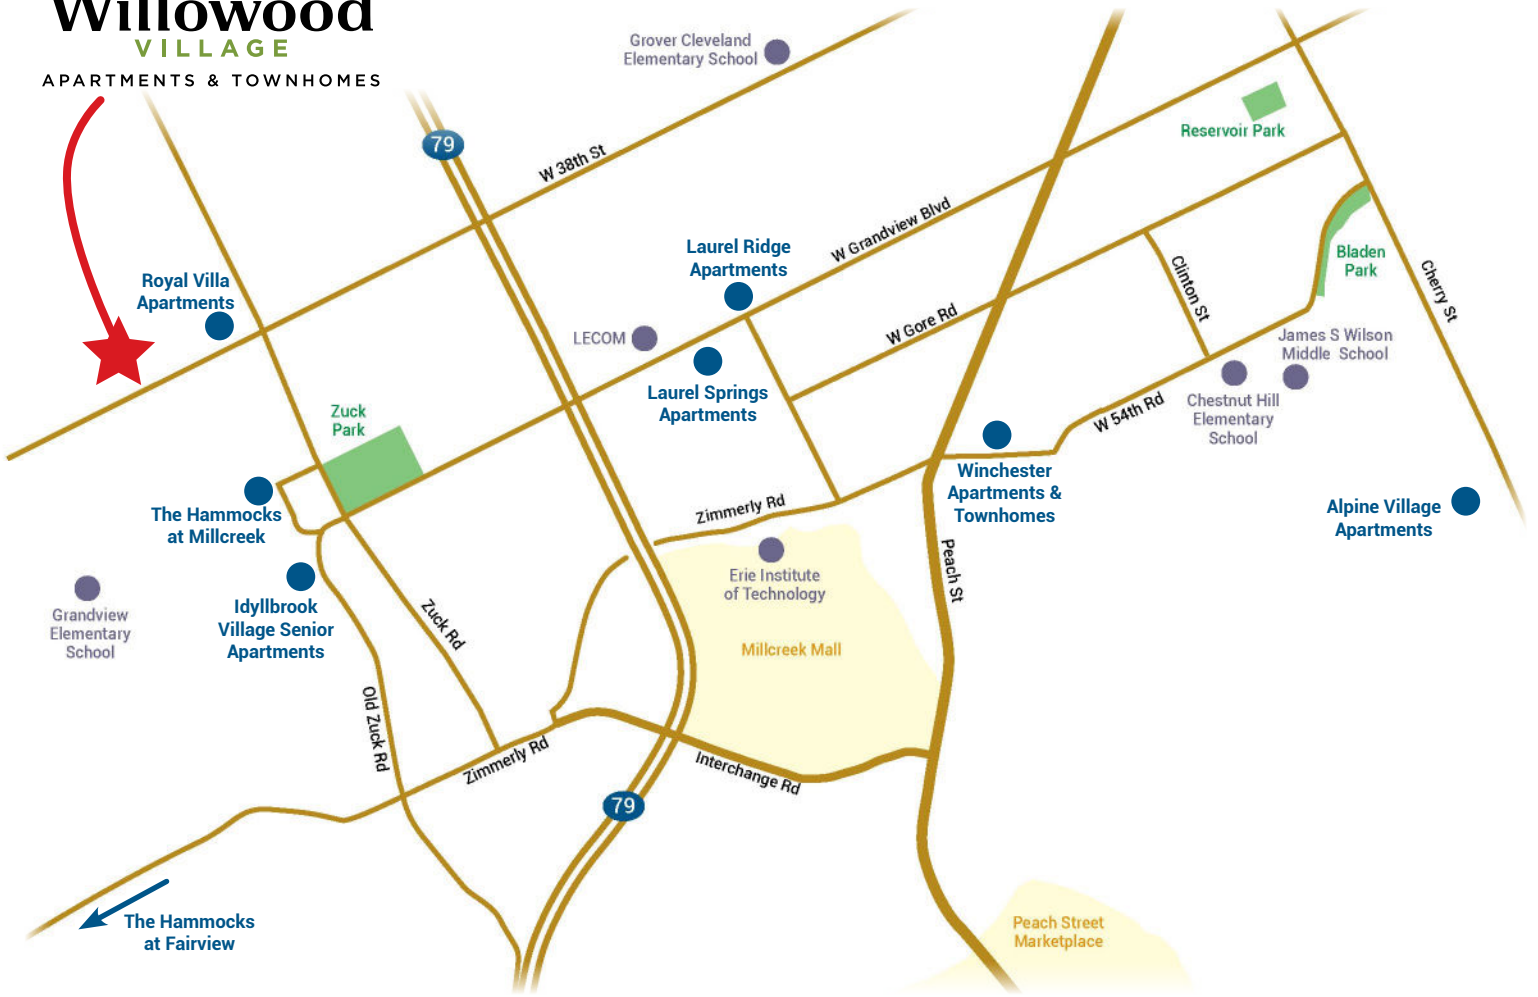 Willowood
VILLAGE
APARTMENTS & TOWNHOMES
Grover Cleveland
Elementary School
79
W 38th St
Reservoir Park
W Grandview Blvd
Laurel Ridge
Apartments
Royal Villa
Apartments
Bladen
Park
Clinton St
Cherry St
LECOM
W Gore Rd
James S Wilson
Middle School
Laurel Springs
Apartments
Chestnut Hill
Elementary
School
W 54th Rd
Zuck
Park
Winchester
Apartments &
Townhomes
The Hammocks
at Millcreek
Zimmerly Rd
Alpine Village
Apartments
Peach St
Erie Institute
of Technology
Grandview
Elementary
School
Idyllbrook
Village Senior
Apartments
Zuck Rd
Millcreek Mall
Old Zuck Rd
Zimmerly Rd
Interchange Rd
79
The Hammocks
at Fairview
Peach Street
Marketplace